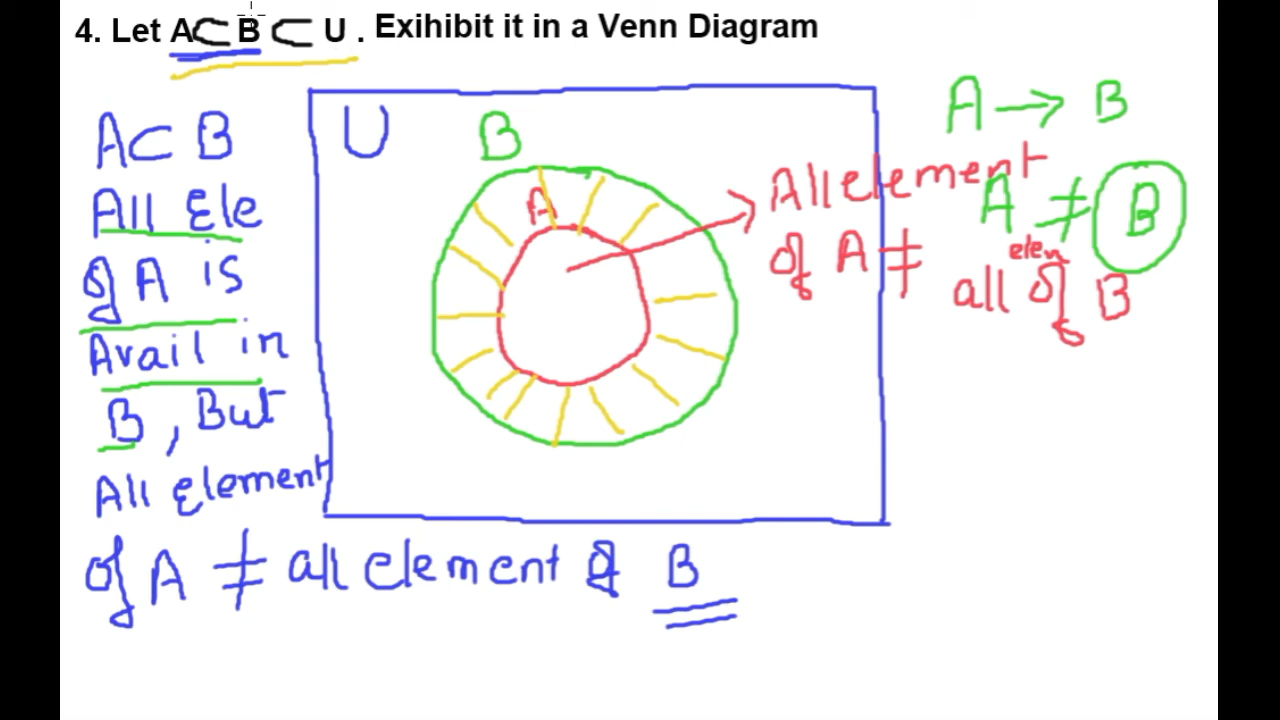 4. Let A⊂ B ⊂ U . Exihibit it in a Venn Diagram
A⊂ B
All Ele
of A is
Avail in
B, But
All element
of A ≠ all element of B
U
B
A
A → B
All element
A ≠ B
of A ≠
all elem of B